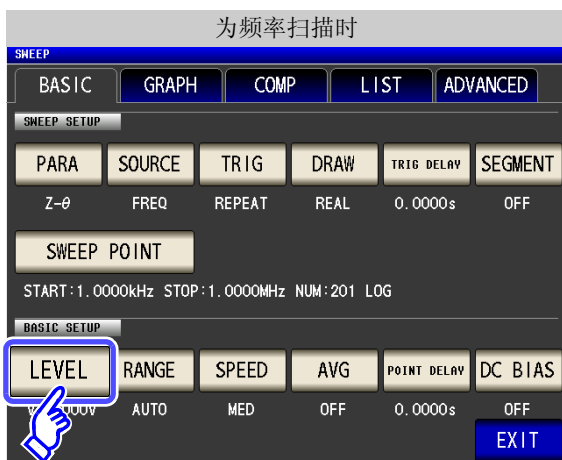 为频率扫描时
SWEEP
BASIC GRAPH COMP LIST ADVANCED
SWEEP SETUP
PARA SOURCE TRIG DRAW TRIG DELAY SEGMENT
Z-θ FREQ REPEAT REAL 0.0000s OFF
SWEEP POINT
START:1.0000kHz STOP:1.0000MHz NUM:201 LOG
BASIC SETUP
LEVEL RANGE SPEED AVG POINT DELAY DC BIAS
AUTO MED OFF 0.0000s OFF
EXIT